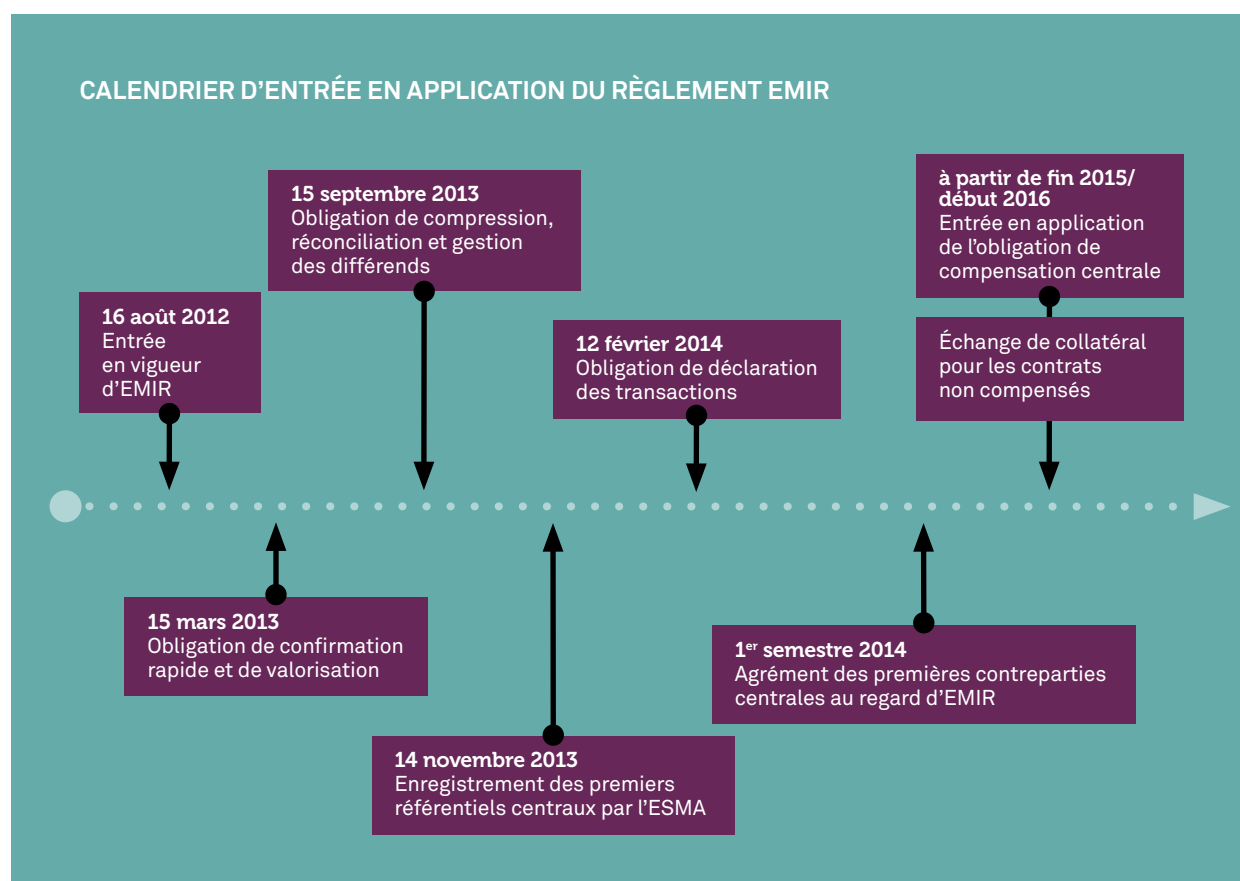 CALENDRIER D'ENTRÉE EN APPLICATION DU RÈGLEMENT EMIR
16 août 2012
Entrée
en vigueur
d'EMIR
15 mars 2013
Obligation de confirmation
rapide et de valorisation
15 septembre 2013
Obligation de compression,
réconciliation et gestion
des différends
14 novembre 2013
Enregistrement des premiers
référentiels centraux par l'ESMA
12 février 2014
Obligation de déclaration
des transactions
1er semestre 2014
Agrément des premières contreparties
centrales au regard d'EMIR
à partir de fin 2015/
début 2016
Entrée en application
de l'obligation de
compensation centrale
Échange de collatéral
pour les contrats
non compensés